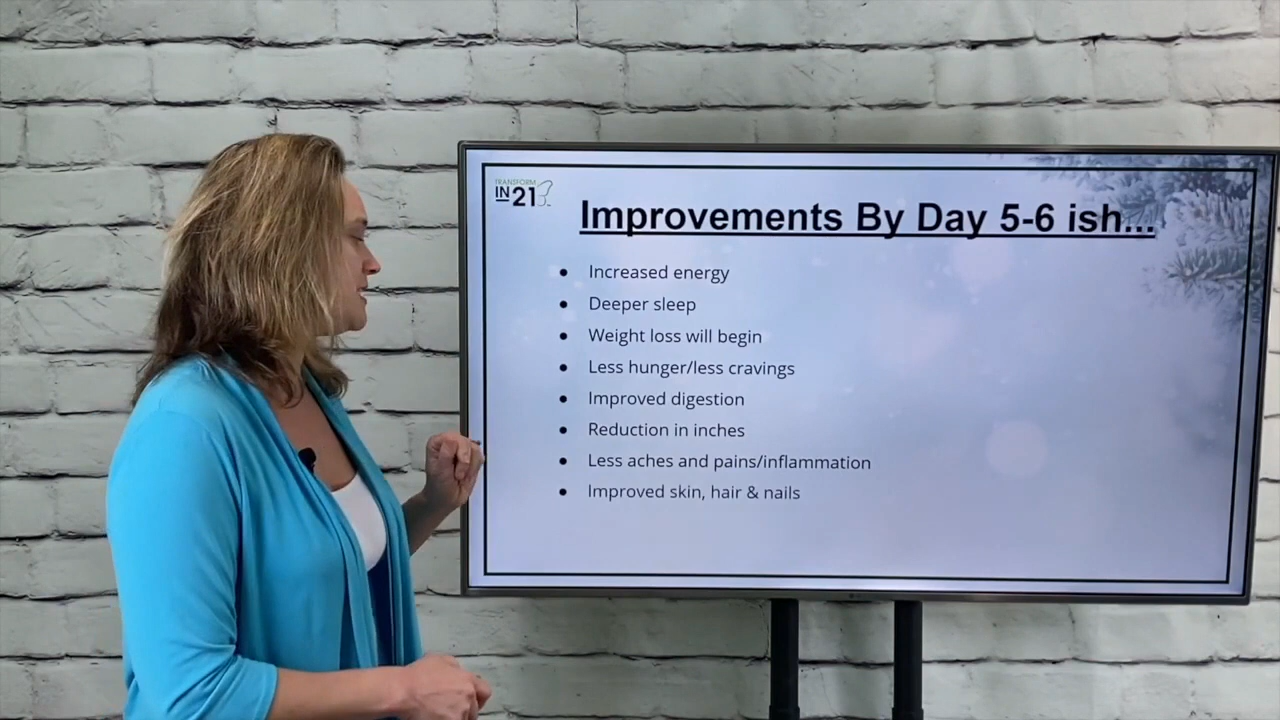 TRANSFORM
IN 21
Improvements By Day 5-6 ish...
• Increased energy
• Deeper sleep
• Weight loss will begin
• Less hunger/less cravings
• Improved digestion
• Reduction in inches
• Less aches and pains/inflammation
• Improved skin, hair & nails